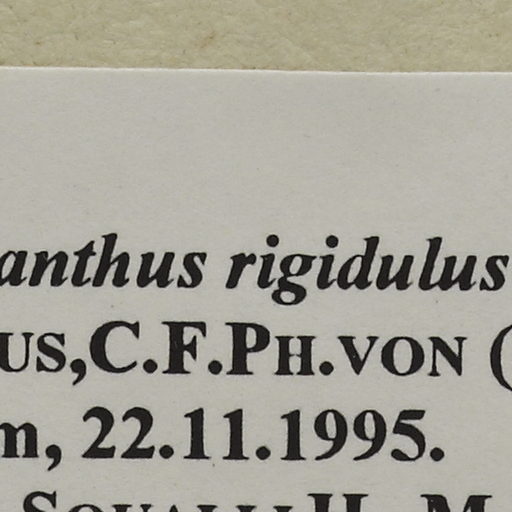 anthus rigidulus
US,C.F.PH.VON (
m, 22.11.1995.
H. M.